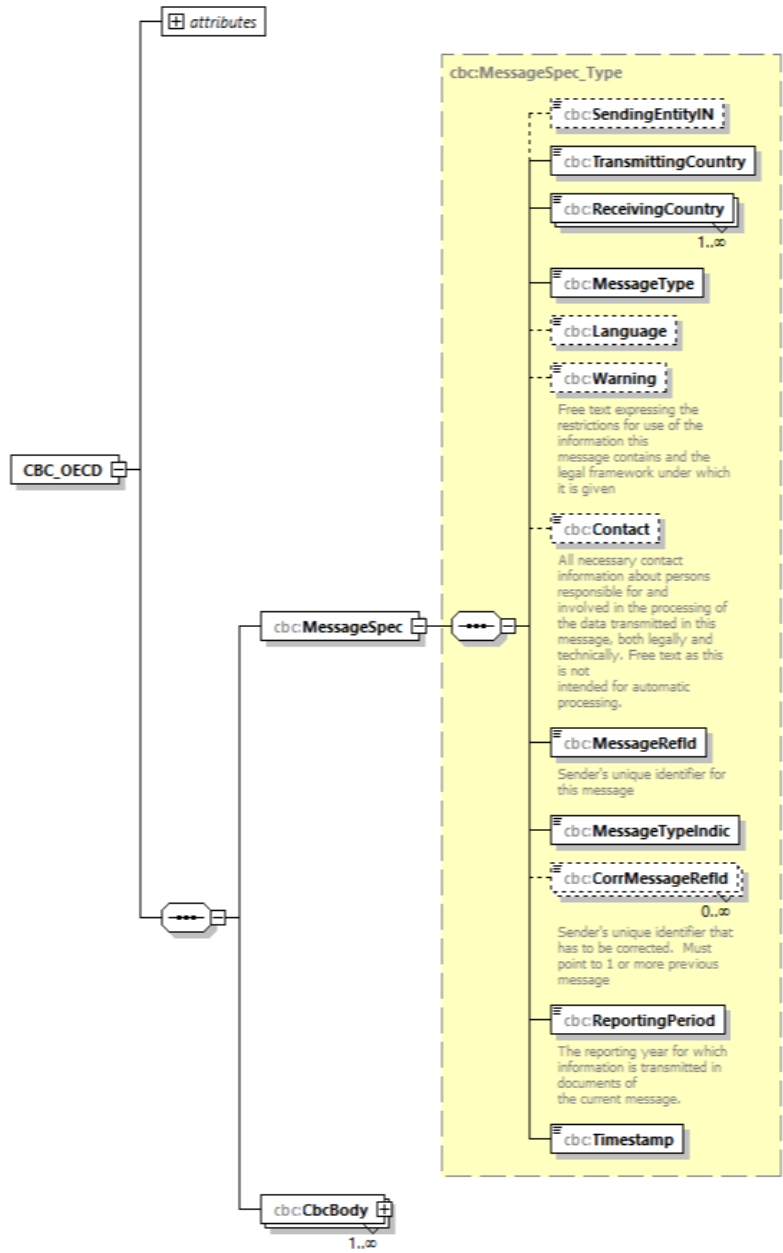 attributes
cbc:MessageSpec_Type
cbc:SendingEntityIN
cbc:TransmittingCountry
cbc:ReceivingCountry
1..∞
cbc:MessageType
cbc:Language
cbc:Warning
Free text expressing the
restrictions for use of the
information this
message contains and the
legal framework under which
it is given
CBC_OECD
cbc:Contact
All necessary contact
information about persons
responsible for and
involved in the processing of
the data transmitted in this
message, both legally and
technically. Free text as this
is not
intended for automatic
processing.
cbc:MessageSpec
cbc:MessageRefId
Sender's unique identifier for
this message
cbc:MessageTypeIndic
cbc:CorrMessageRefId
0..∞
Sender's unique identifier that
has to be corrected.  Must
point to 1 or more previous
message
cbc:ReportingPeriod
The reporting year for which
information is transmitted in
documents of
the current message.
cbc:Timestamp
cbc:CbcBody
1..∞